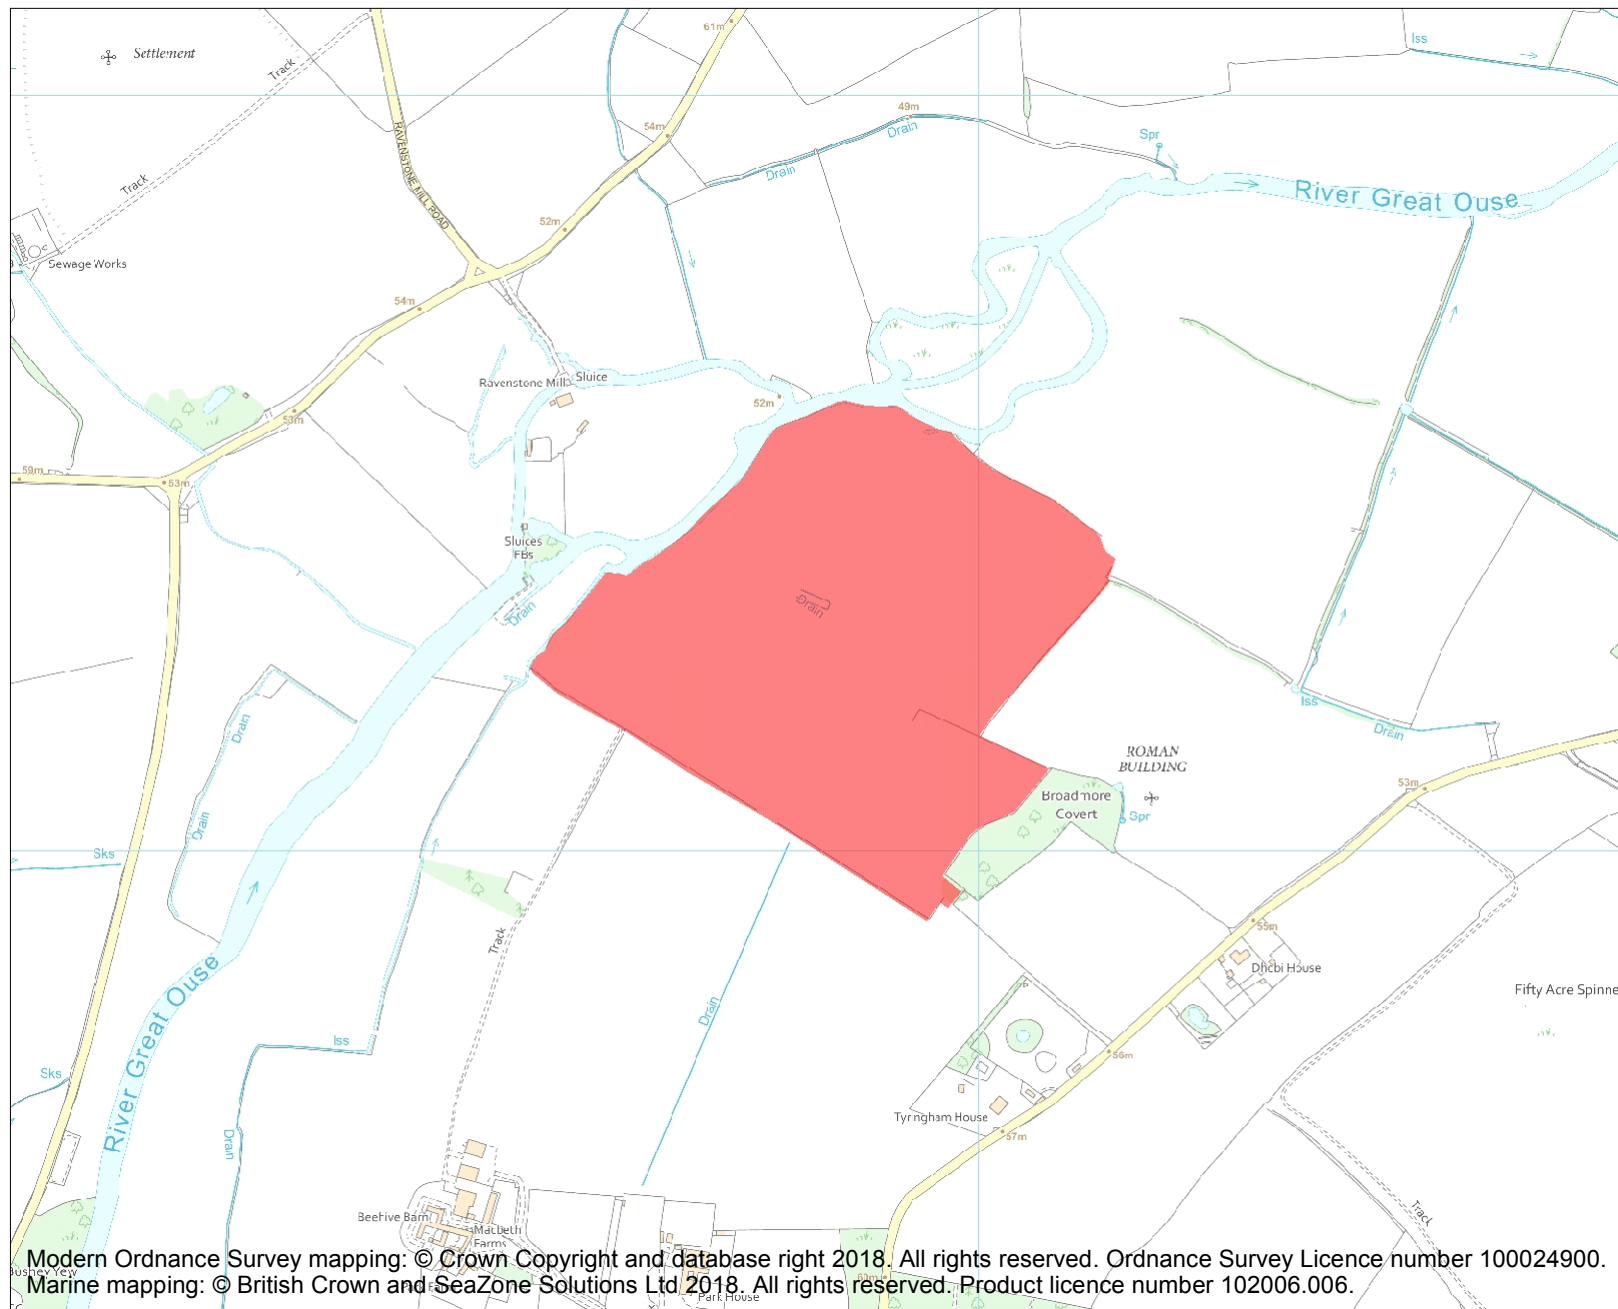 61m
Iss
Settlement
Track
49m
54m
Drain
Spr
RAVENSTONE MILL ROAD
Drain
Track
River Great Ouse
52m
Sewage Works
54m
Sluice
Ravenstone Mill
52m
53m
59m
53m
Sluices
FBs
Drain
Drain
Iss
Drain
Drain
ROMAN
BUILDING
53m
Broadmore
Covert
Spr
Drain
Sks
55m
Track
Dhobi House
River Great Ouse
Fifty Acre Spinne
Drain
Iss
56m
Sks
Tyringham House
57m
Drain
Track
Beehive Barn
Macbeth
Farms
Modern Ordnance Survey mapping: © Crown Copyright and database right 2018. All rights reserved. Ordnance Survey Licence number 100024900.
Bushey Yew
Marine mapping: © British Crown and SeaZone Solutions Ltd 2018. All rights reserved. Product licence number 102006.006.
Park House